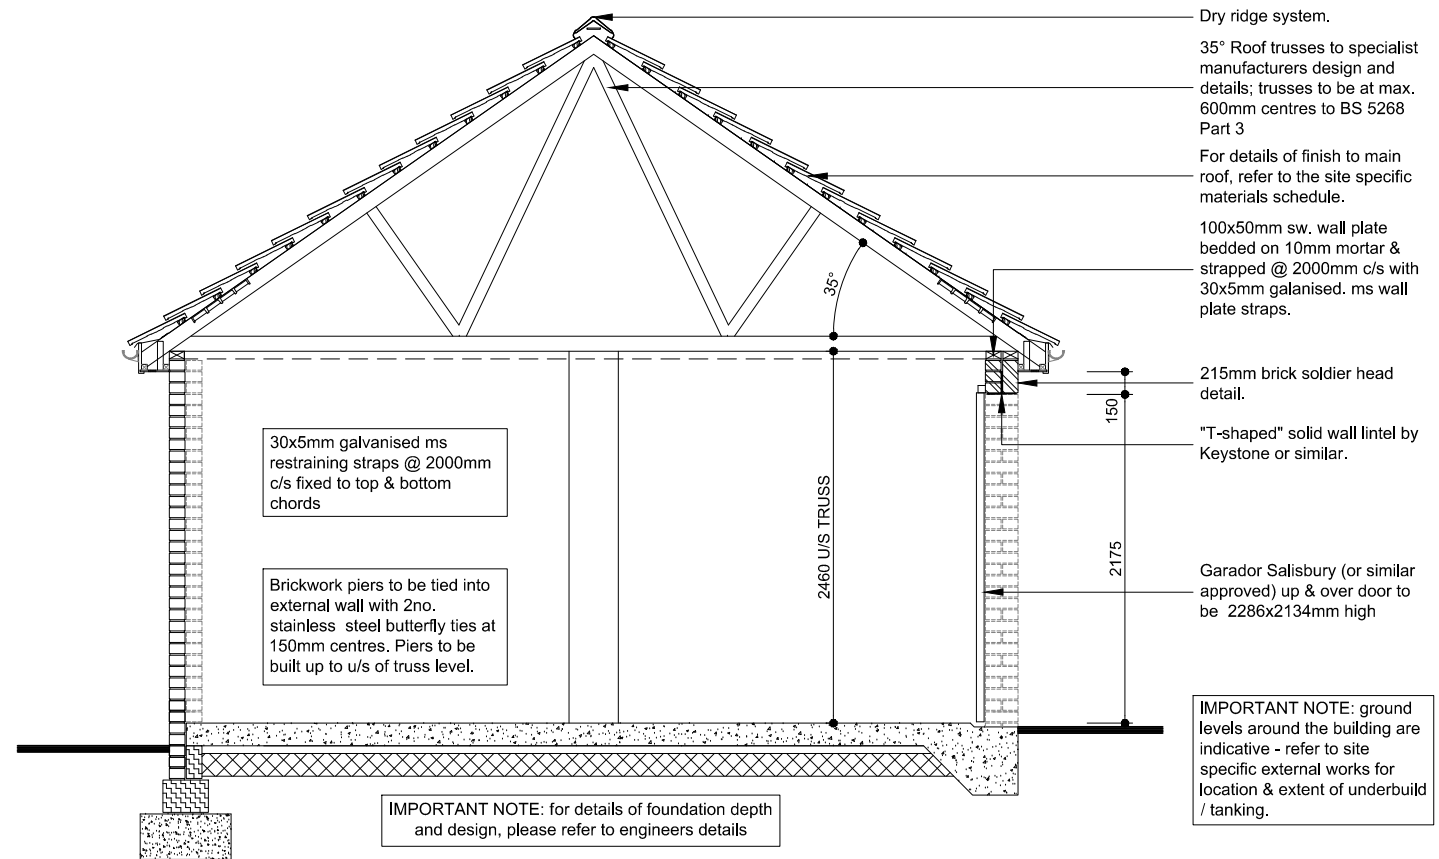 Dry ridge system.
35° Roof trusses to specialist
manufacturers design and
details; trusses to be at max.
600mm centres to BS 5268
Part 3
For details of finish to main
roof, refer to the site specific
materials schedule.
100x50mm sw. wall plate
bedded on 10mm mortar &
strapped @ 2000mm c/s with
30x5mm galanised. ms wall
plate straps.
35°
215mm brick soldier head
detail.
150
"T-shaped" solid wall lintel by
Keystone or similar.
30x5mm galvanised ms
restraining straps @ 2000mm
c/s fixed to top & bottom
chords
2460 U/S TRUSS
2175
Garador Salisbury (or similar
approved) up & over door to
be 2286x2134mm high
Brickwork piers to be tied into
external wall with 2no.
stainless steel butterfly ties at
150mm centres. Piers to be
built up to u/s of truss level.
IMPORTANT NOTE: ground
levels around the building are
indicative - refer to site
specific external works for
location & extent of underbuild
/ tanking.
IMPORTANT NOTE: for details of foundation depth
and design, please refer to engineers details